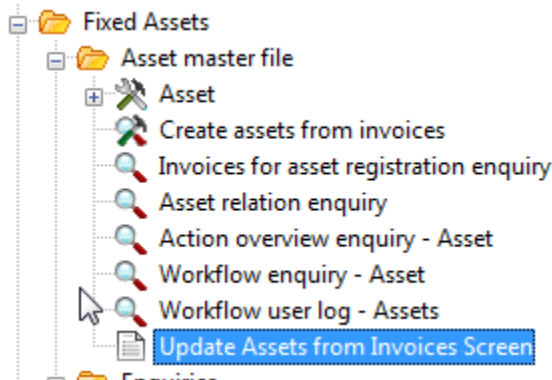 Fixed Assets
Asset master file
Asset
Create assets from invoices
Invoices for asset registration enquiry
Asset relation enquiry
Action overview enquiry - Asset
Workflow enquiry - Asset
Workflow user log - Assets
Update Assets from Invoices Screen